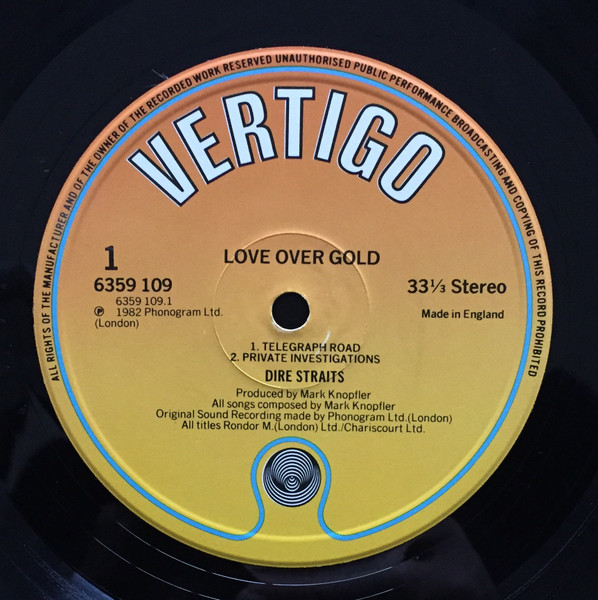 ALL RIGHTS OF THE MANUFACTURER AND OF THE OWNER OF THE RECORDED WORK RESERVED UNAUTHORISED PUBLIC PERFORMANCE BROADCASTING AND COPYING OF THIS RECORD PROHIBITED
VERTIGO
LOVE OVER GOLD
1
6359 109
6359 109.1
℗ 1982 Phonogram Ltd.
(London)
33⅓ Stereo
Made in England
1. TELEGRAPH ROAD
2. PRIVATE INVESTIGATIONS
DIRE STRAITS
Produced by Mark Knopfler
All songs composed by Mark Knopfler
Original Sound Recording made by Phonogram Ltd.(London)
All titles Rondor M.(London) Ltd./Chariscourt Ltd.